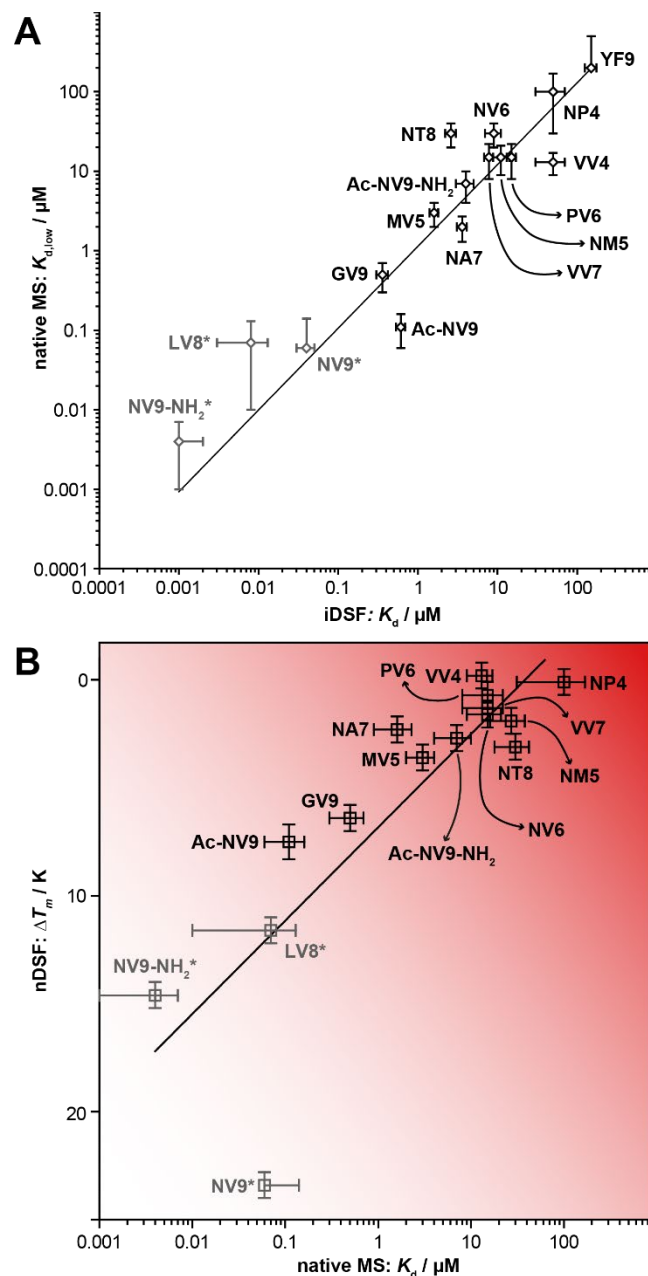 A
100
10
1
0.1
0.01
0.001
0.0001
native MS: Kd,low / µM
YF9
NP4
NV6
NT8
VV4
Ac-NV9-NH2
MV5
NA7
PV6
NM5
VV7
GV9
Ac-NV9
LV8*
NV9*
NV9-NH2*
0.0001
0.001
0.01
0.1
1
10
100
iDSF: Kd / µM
B
0
10
20
nDSF: ΔTm / K
PV6
VV4
NP4
NA7
VV7
MV5
NT8
NM5
GV9
NV6
Ac-NV9
Ac-NV9-NH2
LV8*
NV9-NH2*
NV9*
0.001
0.01
0.1
1
10
100
native MS: Kd / µM